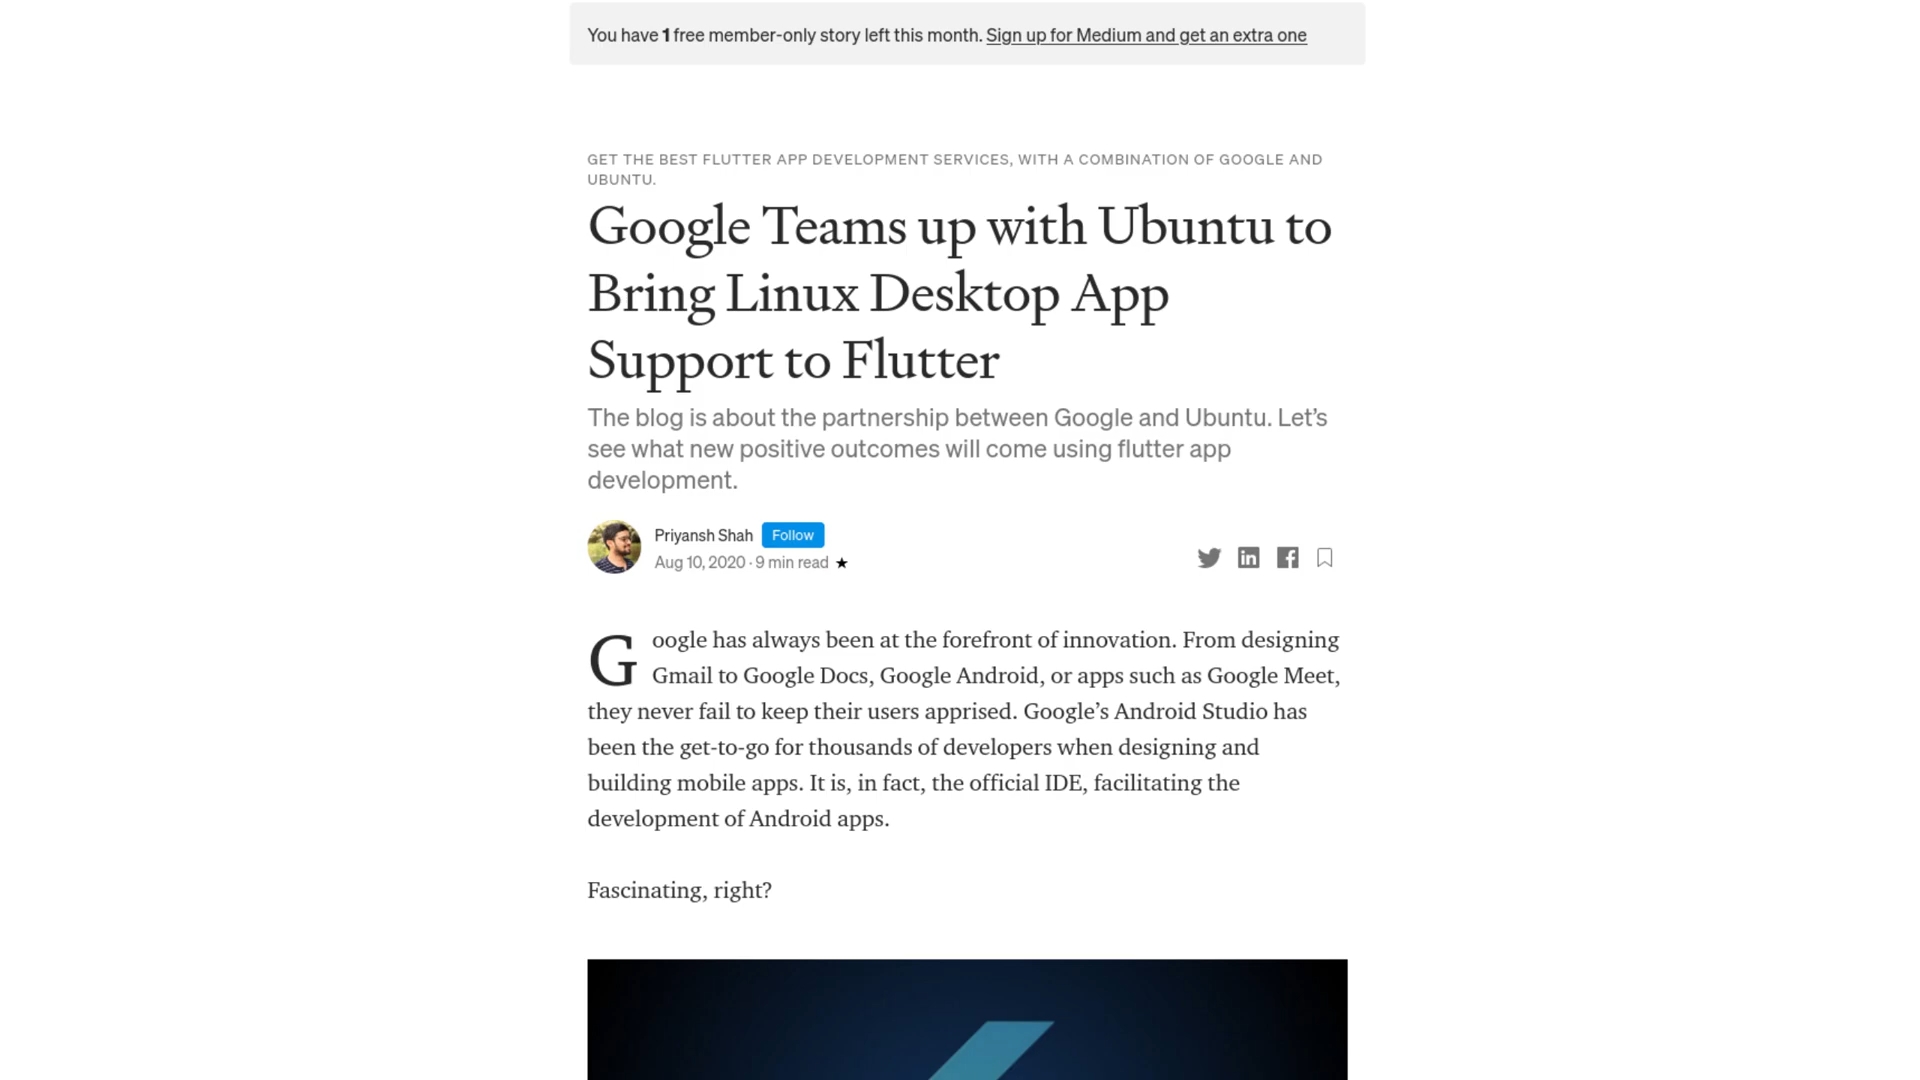 You have 1 free member-only story left this month. Sign up for Medium and get an extra one
GET THE BEST FLUTTER APP DEVELOPMENT SERVICES, WITH A COMBINATION OF GOOGLE AND
UBUNTU.
Google Teams up with Ubuntu to
Bring Linux Desktop App
Support to Flutter
The blog is about the partnership between Google and Ubuntu. Let’s
see what new positive outcomes will come using flutter app
development.
Priyansh Shah Follow
Aug 10, 2020 · 9 min read ★
Google has always been at the forefront of innovation. From designing
Gmail to Google Docs, Google Android, or apps such as Google Meet,
they never fail to keep their users apprised. Google’s Android Studio has
been the get-to-go for thousands of developers when designing and
building mobile apps. It is, in fact, the official IDE, facilitating the
development of Android apps.
Fascinating, right?